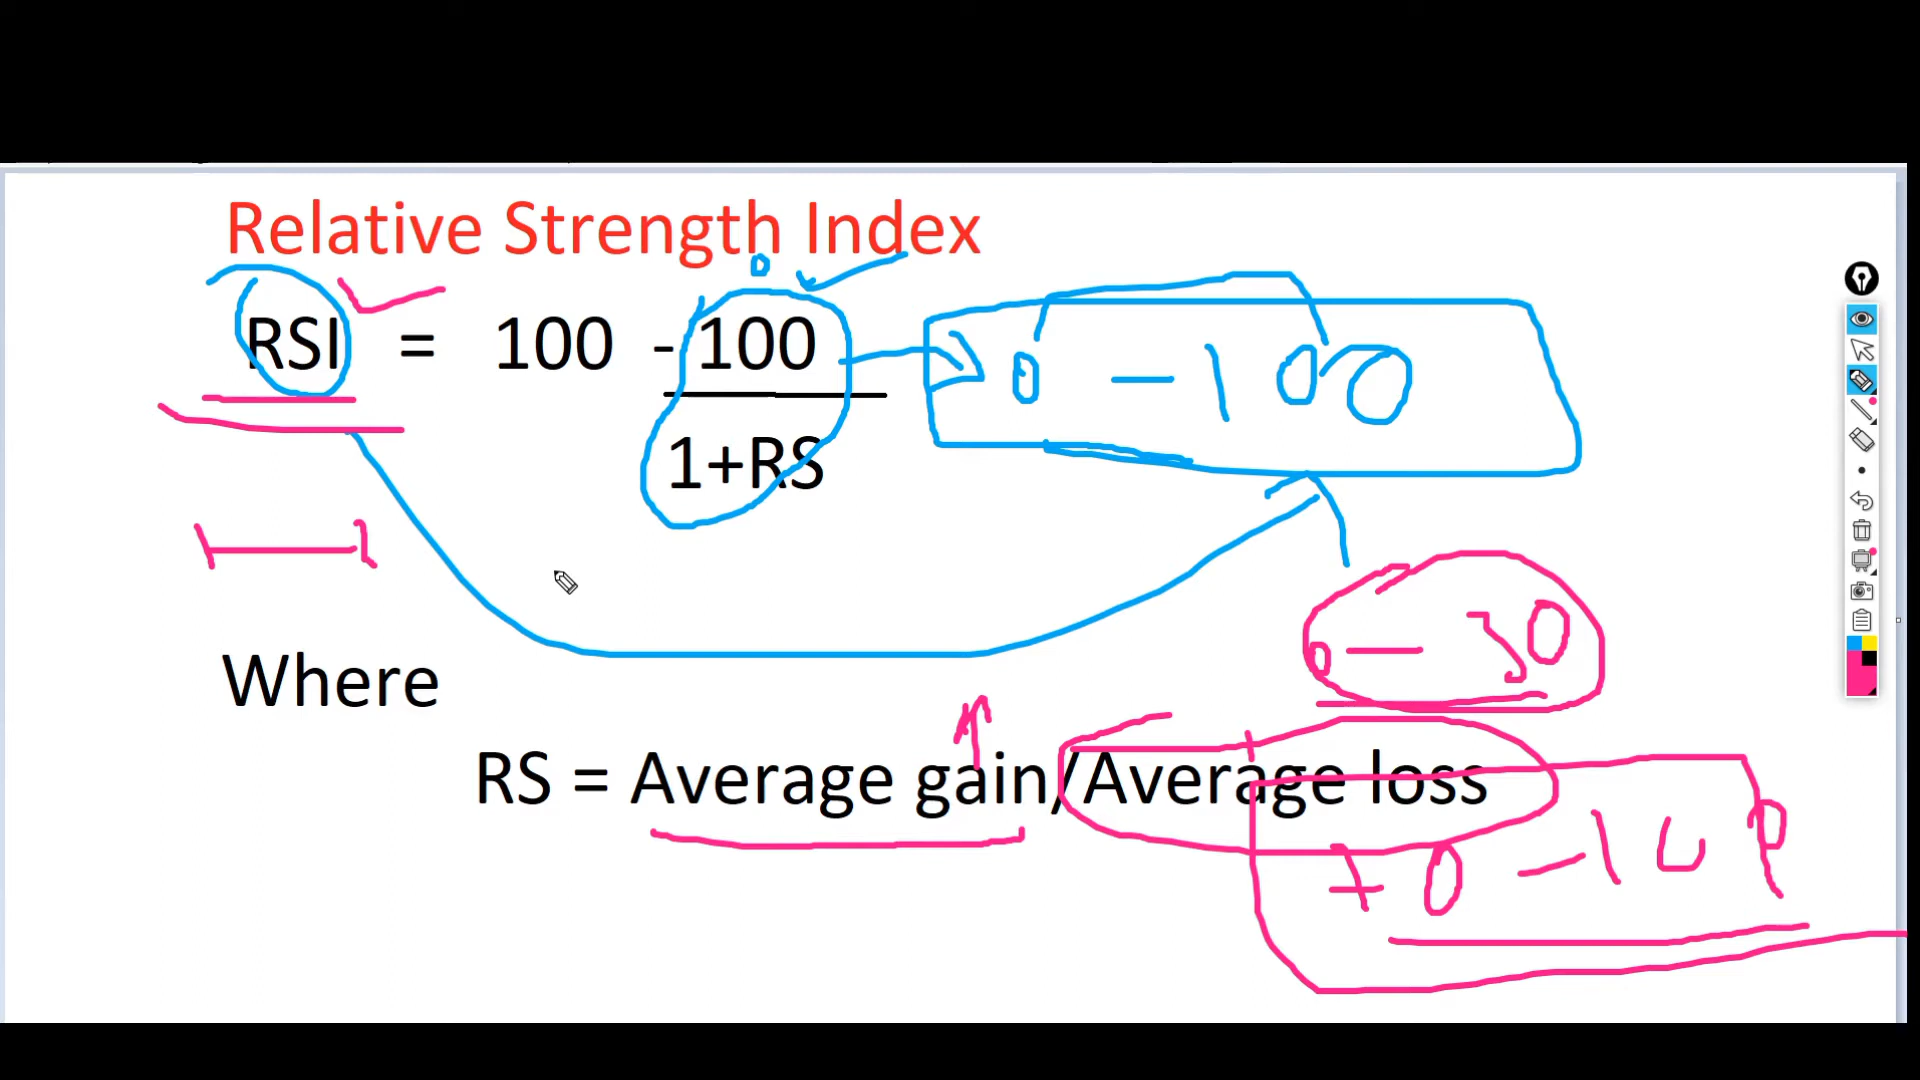 Relative Strength Index
RSI = 100 - 100
1+RS
0 - 100
Where
0 - 30
RS = Average gain/Average loss
70 - 100